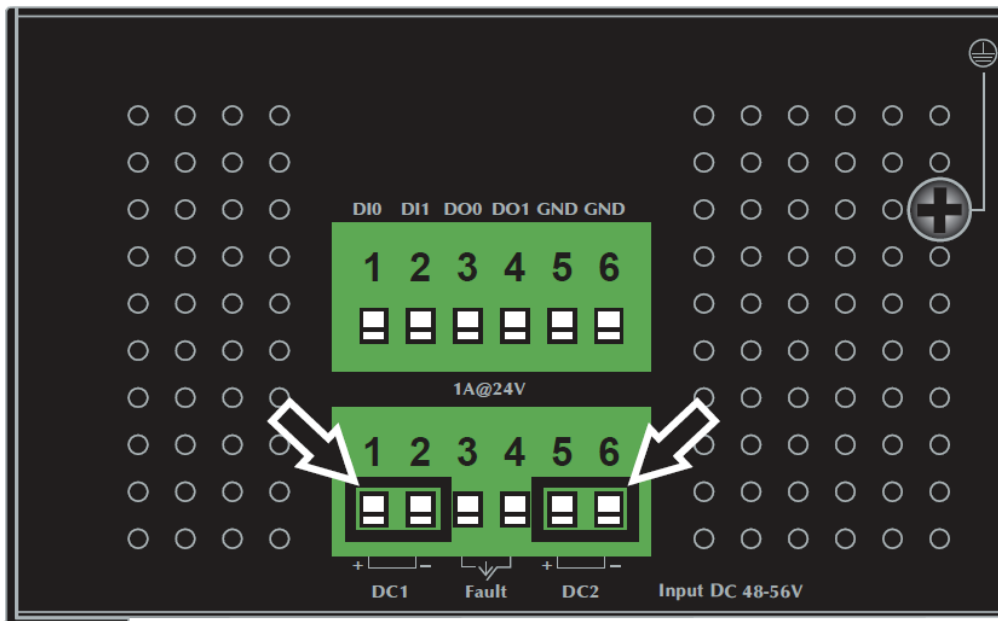 DI0 DI1 DO0 DO1 GND GND
1 2 3 4 5 6
1A@24V
1 2 3 4 5 6
+ − + −
DC1 Fault DC2 Input DC 48-56V